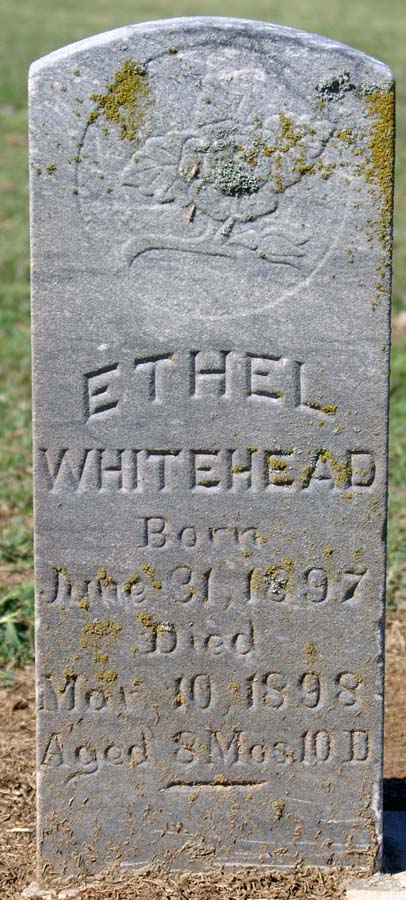 ETHEL
WHITEHEAD
Born
June 31, 1897
Died
Mar 10, 1898
Aged 8 Mos 10 D